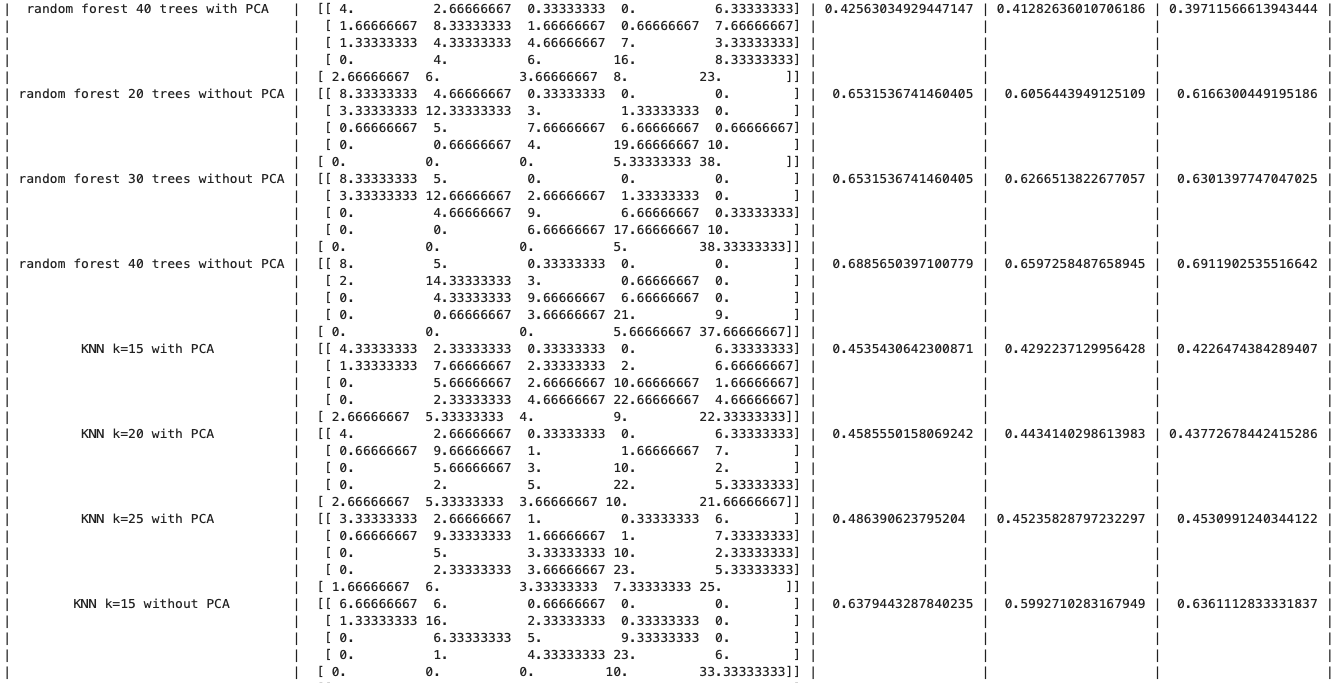 | random forest 40 trees with PCA | [[ 4. 2.66666667 0.33333333 0. 6.33333333] | 0.42563034929447147 | 0.41282636010706186 | 0.39711566613943444 |
| | [ 1.66666667 8.33333333 1.66666667 0.66666667 7.66666667] | | | |
| | [ 1.33333333 4.33333333 4.66666667 7. 3.33333333] | | | |
| | [ 0. 4. 6. 16. 8.33333333] | | | |
| | [ 2.66666667 6. 3.66666667 8. 23. ]] | | | |
| random forest 20 trees without PCA | [[ 8.33333333 4.66666667 0.33333333 0. 0. ] | 0.6531536741460405 | 0.6056443949125109 | 0.6166300449195186 |
| | [ 3.33333333 12.33333333 3. 1.33333333 0. ] | | | |
| | [ 0.66666667 5. 7.66666667 6.66666667 0.66666667] | | | |
| | [ 0. 0.66666667 4. 19.66666667 10. ] | | | |
| | [ 0. 0. 0. 5.33333333 38. ]] | | | |
| random forest 30 trees without PCA | [[ 8.33333333 5. 0. 0. 0. ] | 0.6531536741460405 | 0.6266513822677057 | 0.6301397747047025 |
| | [ 3.33333333 12.66666667 2.66666667 1.33333333 0. ] | | | |
| | [ 0. 4.66666667 9. 6.66666667 0.33333333] | | | |
| | [ 0. 0. 6.66666667 17.66666667 10. ] | | | |
| | [ 0. 0. 0. 5. 38.33333333]] | | | |
| random forest 40 trees without PCA | [[ 8. 5. 0.33333333 0. 0. ] | 0.6885650397100779 | 0.6597258487658945 | 0.6911902535516642 |
| | [ 2. 14.33333333 3. 0.66666667 0. ] | | | |
| | [ 0. 4.33333333 9.66666667 6.66666667 0. ] | | | |
| | [ 0. 0.66666667 3.66666667 21. 9. ] | | | |
| | [ 0. 0. 0. 5.66666667 37.66666667]] | | | |
| KNN k=15 with PCA | [[ 4.33333333 2.33333333 0.33333333 0. 6.33333333] | 0.4535430642300871 | 0.4292237129956428 | 0.4226474384289407 |
| | [ 1.33333333 7.66666667 2.33333333 2. 6.66666667] | | | |
| | [ 0. 5.66666667 2.66666667 10.66666667 1.66666667] | | | |
| | [ 0. 2.33333333 4.66666667 22.66666667 4.66666667] | | | |
| | [ 2.66666667 5.33333333 4. 9. 22.33333333]] | | | |
| KNN k=20 with PCA | [[ 4. 2.66666667 0.33333333 0. 6.33333333] | 0.4585550158069242 | 0.4434140298613983 | 0.43772678442415286 |
| | [ 0.66666667 9.66666667 1. 1.66666667 7. ] | | | |
| | [ 0. 5.66666667 3. 10. 2. ] | | | |
| | [ 0. 2. 5. 22. 5.33333333] | | | |
| | [ 2.66666667 5.33333333 3.66666667 10. 21.66666667]] | | | |
| KNN k=25 with PCA | [[ 3.33333333 2.66666667 1. 0.33333333 6. ] | 0.486390623795204 | 0.45235828797232297 | 0.4530991240344122 |
| | [ 0.66666667 9.33333333 1.66666667 1. 7.33333333] | | | |
| | [ 0. 5. 3.33333333 10. 2.33333333] | | | |
| | [ 0. 2.33333333 3.66666667 23. 5.33333333] | | | |
| | [ 1.66666667 6. 3.33333333 7.33333333 25. ]] | | | |
| KNN k=15 without PCA | [[ 6.66666667 6. 0.66666667 0. 0. ] | 0.6379443287840235 | 0.5992710283167949 | 0.6361112833331837 |
| | [ 1.33333333 16. 2.33333333 0.33333333 0. ] | | | |
| | [ 0. 6.33333333 5. 9.33333333 0. ] | | | |
| | [ 0. 1. 4.33333333 23. 6. ] | | | |
| | [ 0. 0. 0. 10. 33.33333333]] | | | |